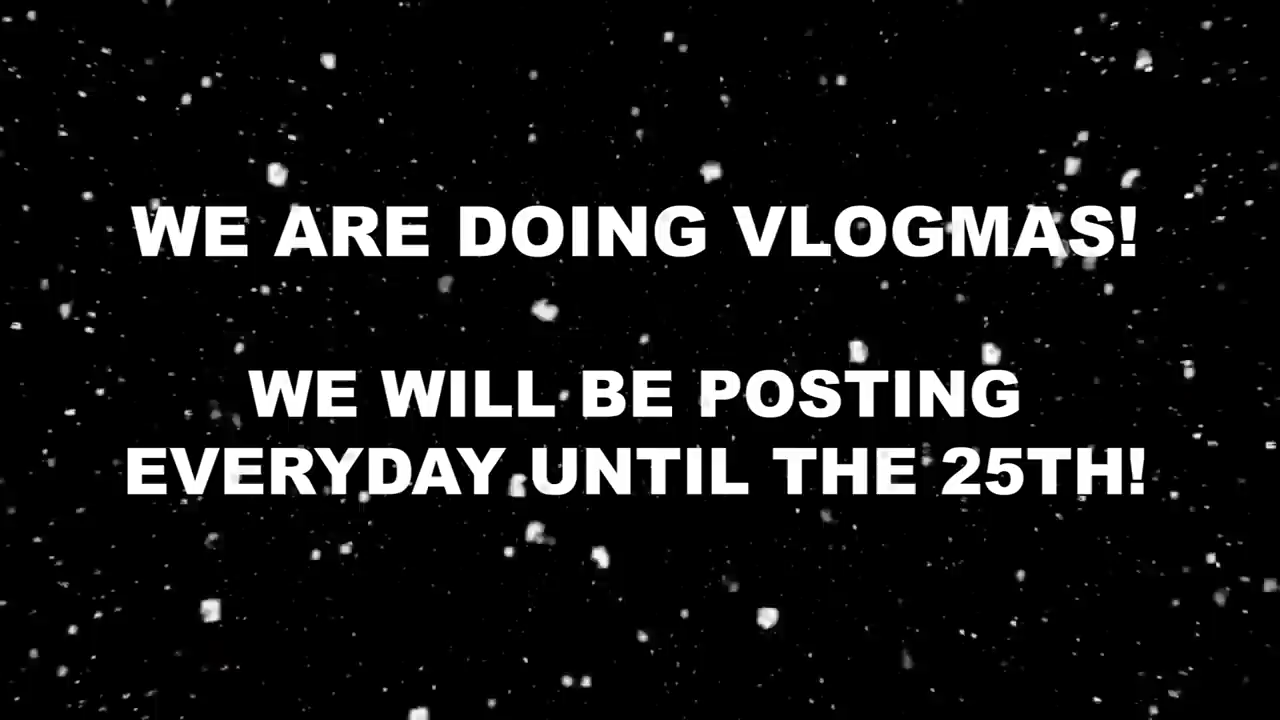 WE ARE DOING VLOGMAS!
WE WILL BE POSTING
EVERYDAY UNTIL THE 25TH!